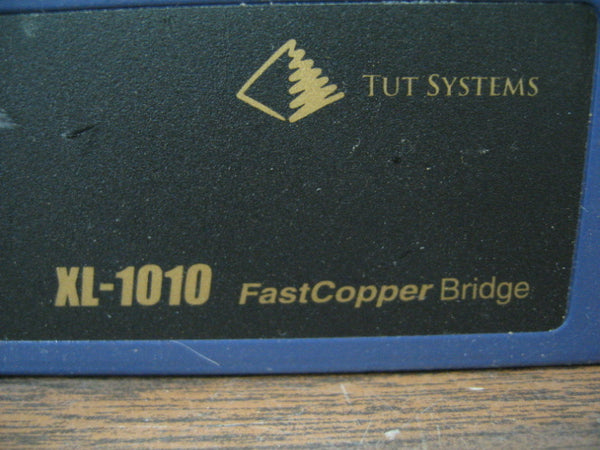 TUT SYSTEMS
XL-1010 FastCopper Bridge